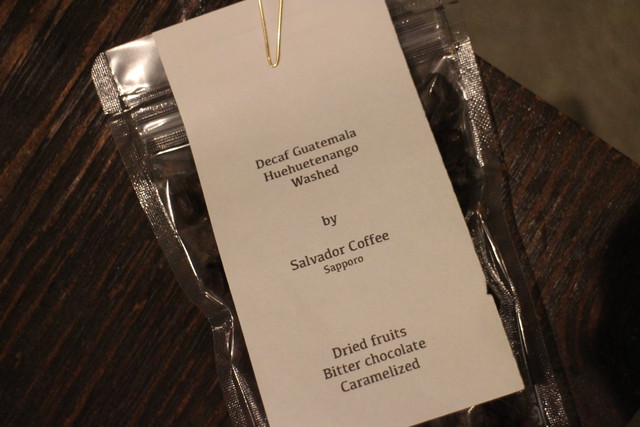 Decaf Guatemala
Huehuetenango
Washed
by
Salvador Coffee
Sapporo
Dried fruits
Bitter chocolate
Caramelized